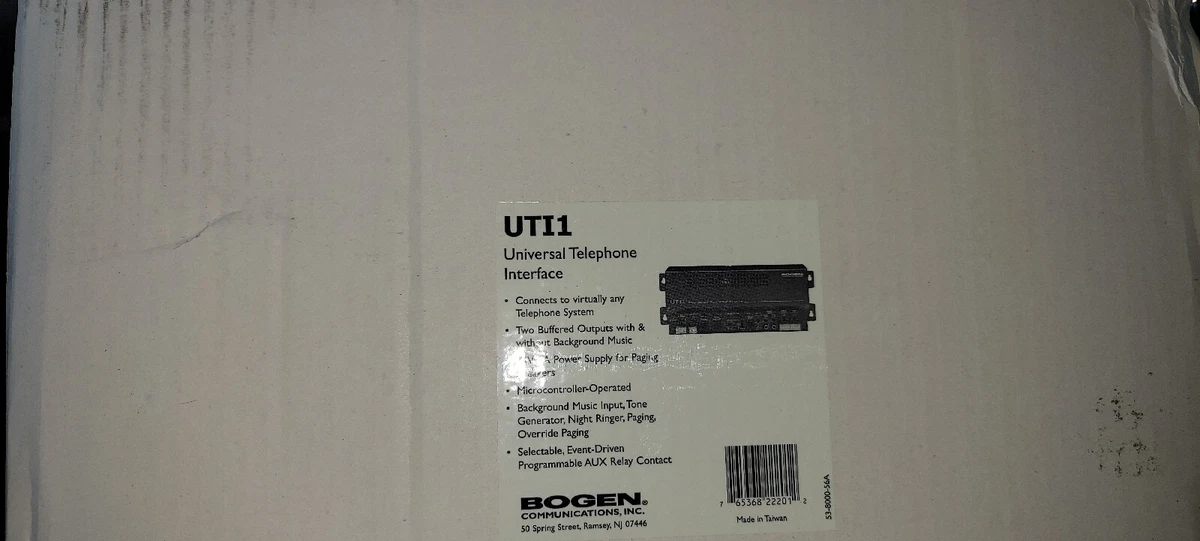 UTI1
Universal Telephone
Interface
• Connects to virtually any
Telephone System
• Two Buffered Outputs with &
without Background Music
A Power Supply for Paging
• Microcontroller-Operated
• Background Music Input, Tone
Generator, Night Ringer, Paging,
Override Paging
• Selectable, Event-Driven
Programmable AUX Relay Contact
BOGEN
UTI1
BOGEN®
COMMUNICATIONS, INC.
50 Spring Street, Ramsey, NJ 07446
7 65368 22201 2
Made in Taiwan
53-8000-56A